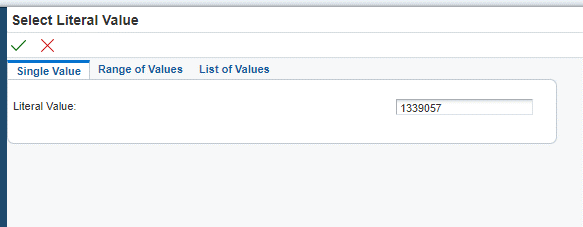 Select Literal Value
Single Value Range of Values List of Values
Literal Value: 1339057